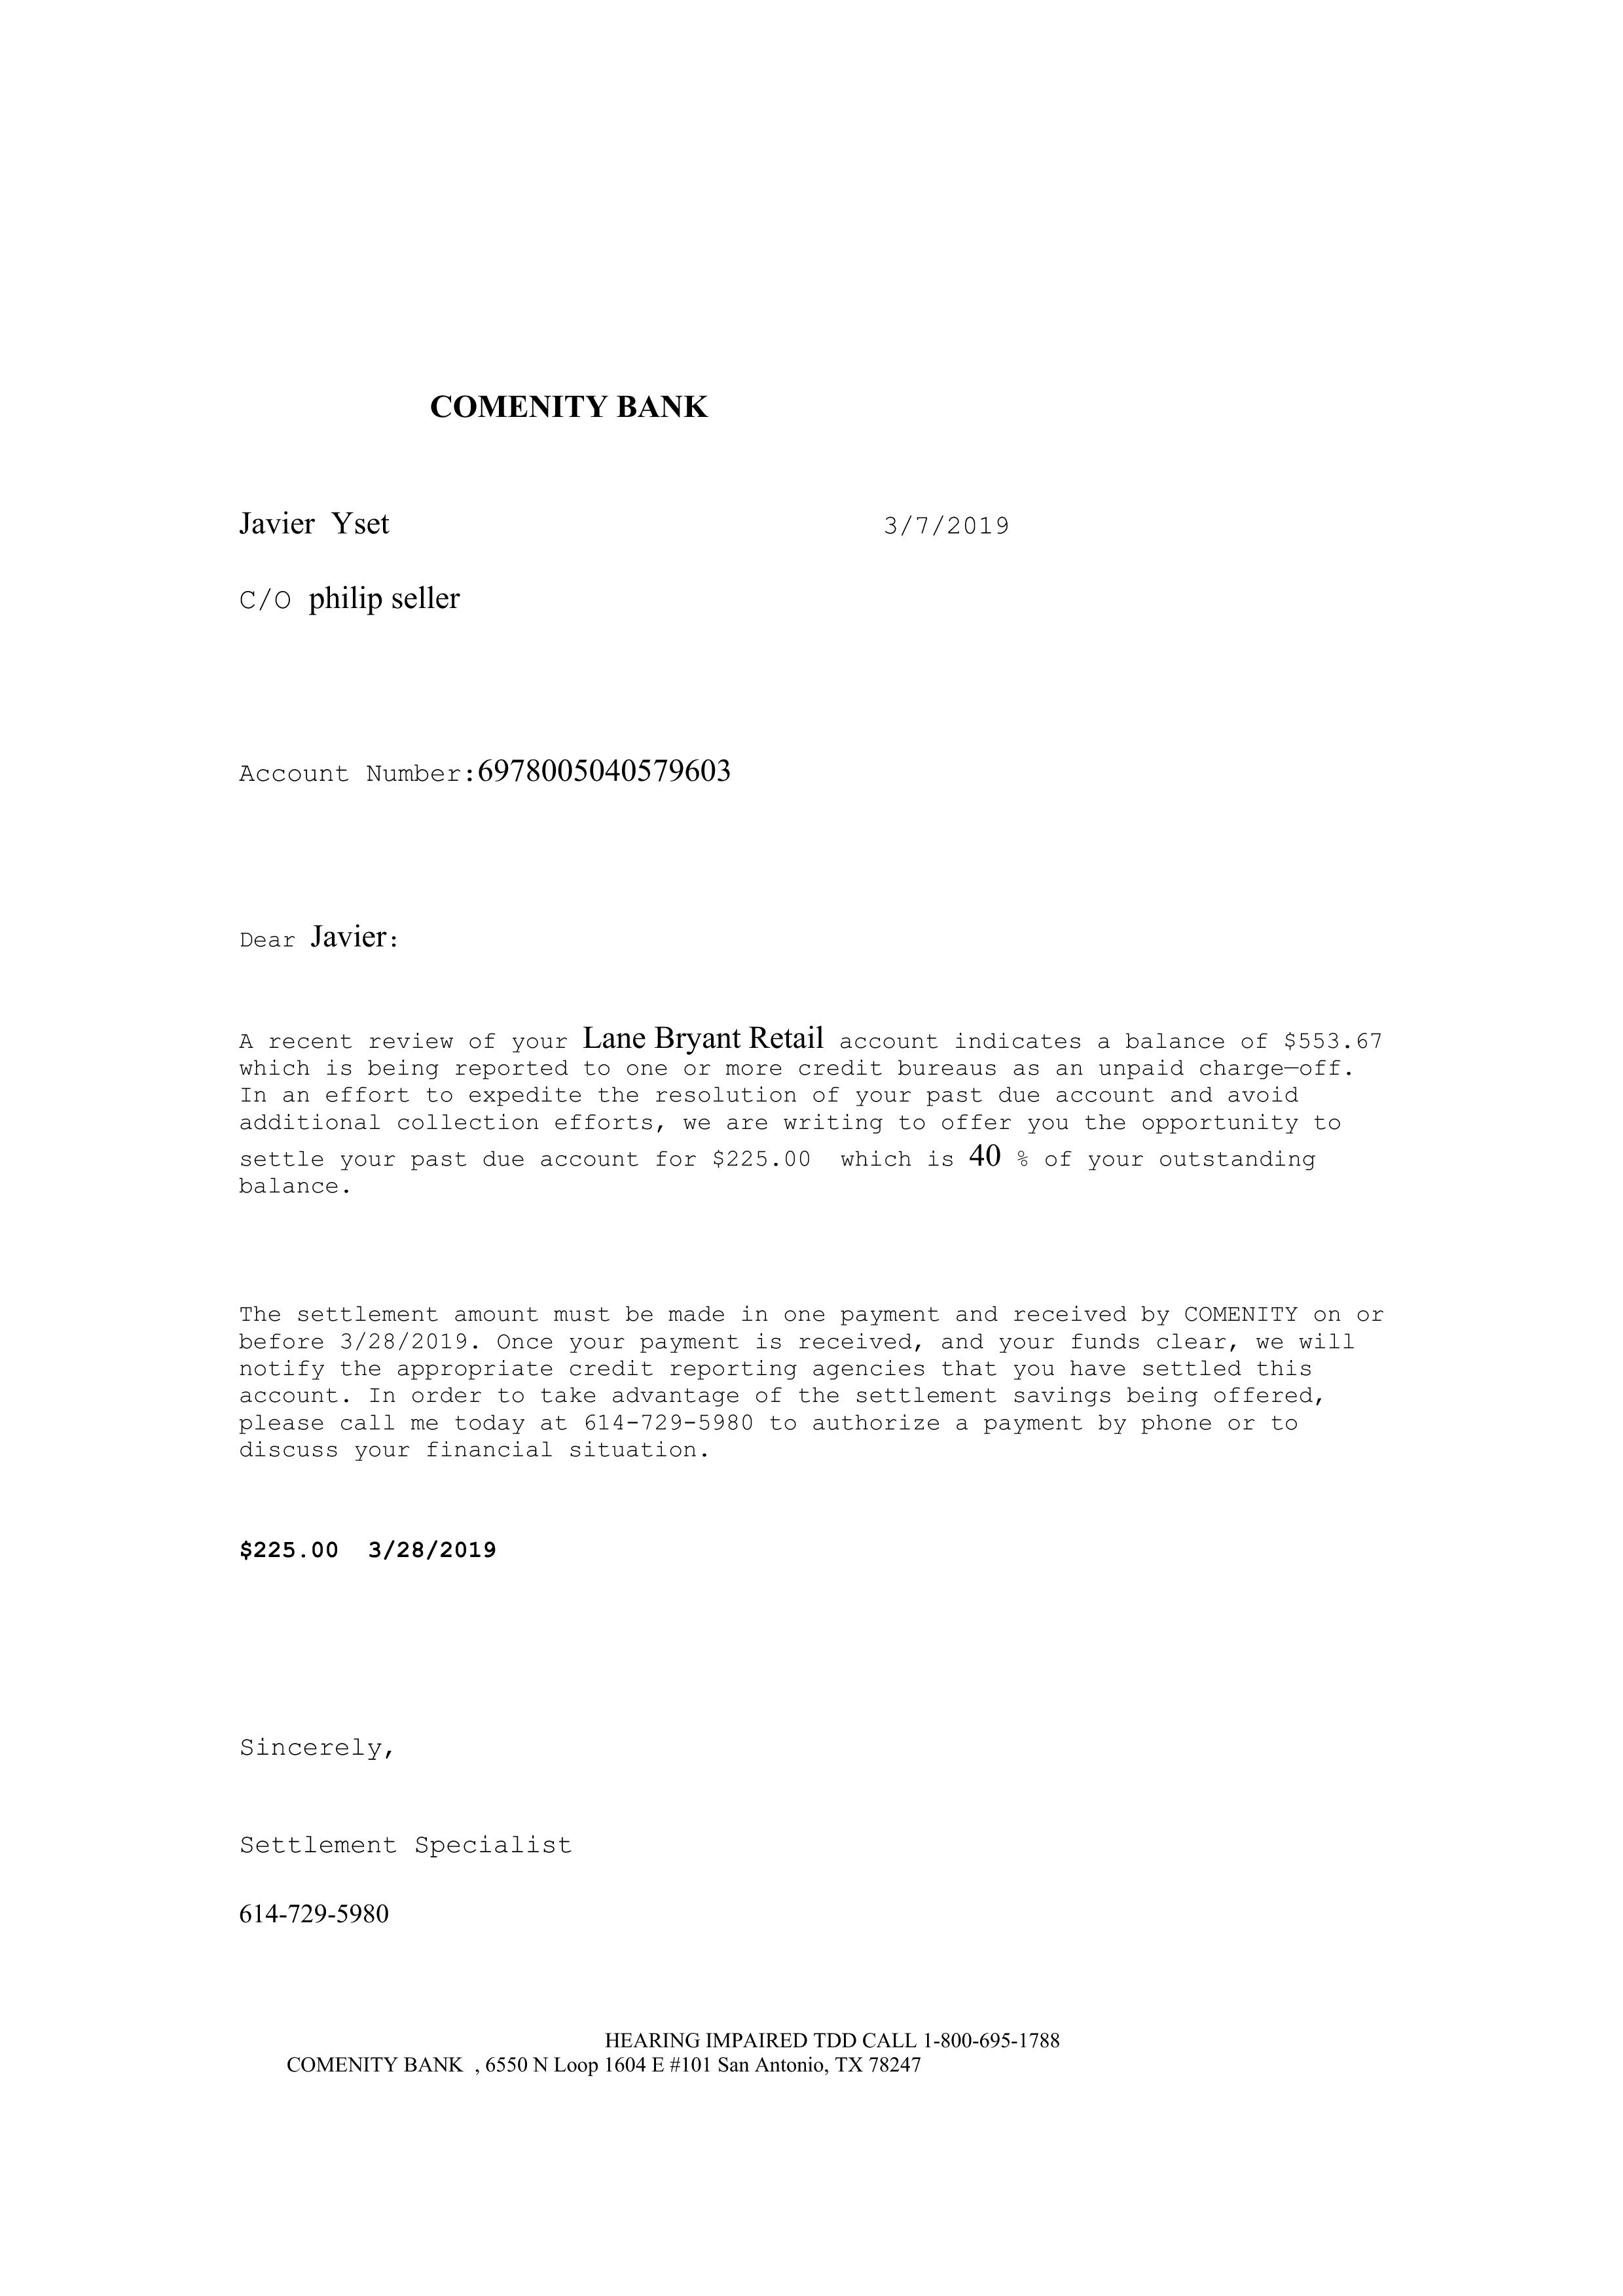 COMENITY BANK
Javier Yset 3/7/2019
C/O philip seller
Account Number:6978005040579603
Dear Javier:
A recent review of your Lane Bryant Retail account indicates a balance of $553.67
which is being reported to one or more credit bureaus as an unpaid charge—off.
In an effort to expedite the resolution of your past due account and avoid
additional collection efforts, we are writing to offer you the opportunity to
settle your past due account for $225.00 which is 40 % of your outstanding
balance.
The settlement amount must be made in one payment and received by COMENITY on or
before 3/28/2019. Once your payment is received, and your funds clear, we will
notify the appropriate credit reporting agencies that you have settled this
account. In order to take advantage of the settlement savings being offered,
please call me today at 614-729-5980 to authorize a payment by phone or to
discuss your financial situation.
$225.00 3/28/2019
Sincerely,
Settlement Specialist
614-729-5980
HEARING IMPAIRED TDD CALL 1-800-695-1788
COMENITY BANK , 6550 N Loop 1604 E #101 San Antonio, TX 78247